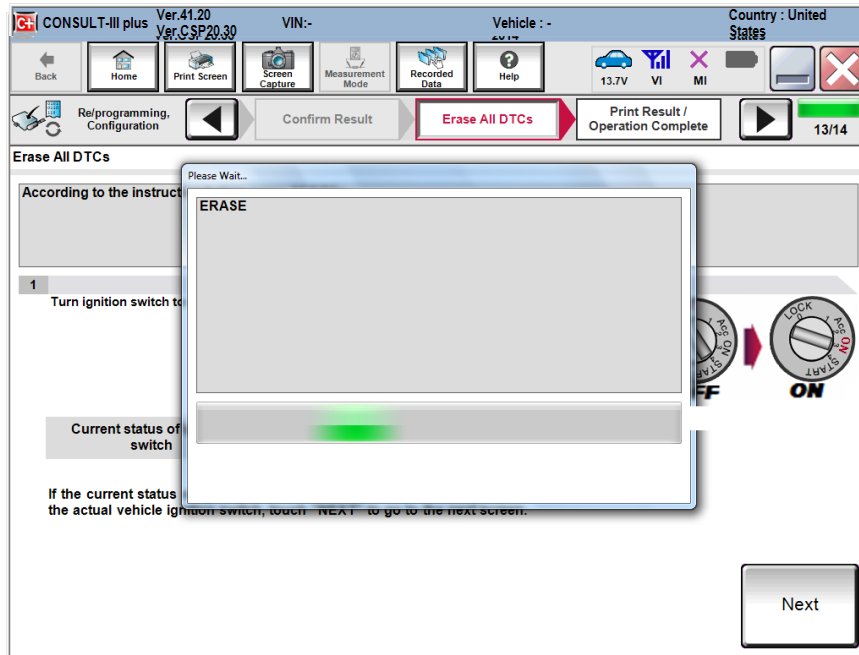 C+ CONSULT-III plus
Ver.41.20
Ver.CSP20.30
VIN:-
Vehicle : -
Country : United
States
Back
Home
Print Screen
Screen
Capture
Measurement
Mode
Recorded
Data
Help
13.7V
VI
MI
Re/programming,
Configuration
Confirm Result
Erase All DTCs
Print Result /
Operation Complete
13/14
Erase All DTCs
According to the instruct
Please Wait...
ERASE
1
Turn ignition switch to
LOCK
Acc
ON
START
FF
ON
Current status of
switch
If the current status
the actual vehicle ignition switch, touch "NEXT" to go to the next screen.
Next